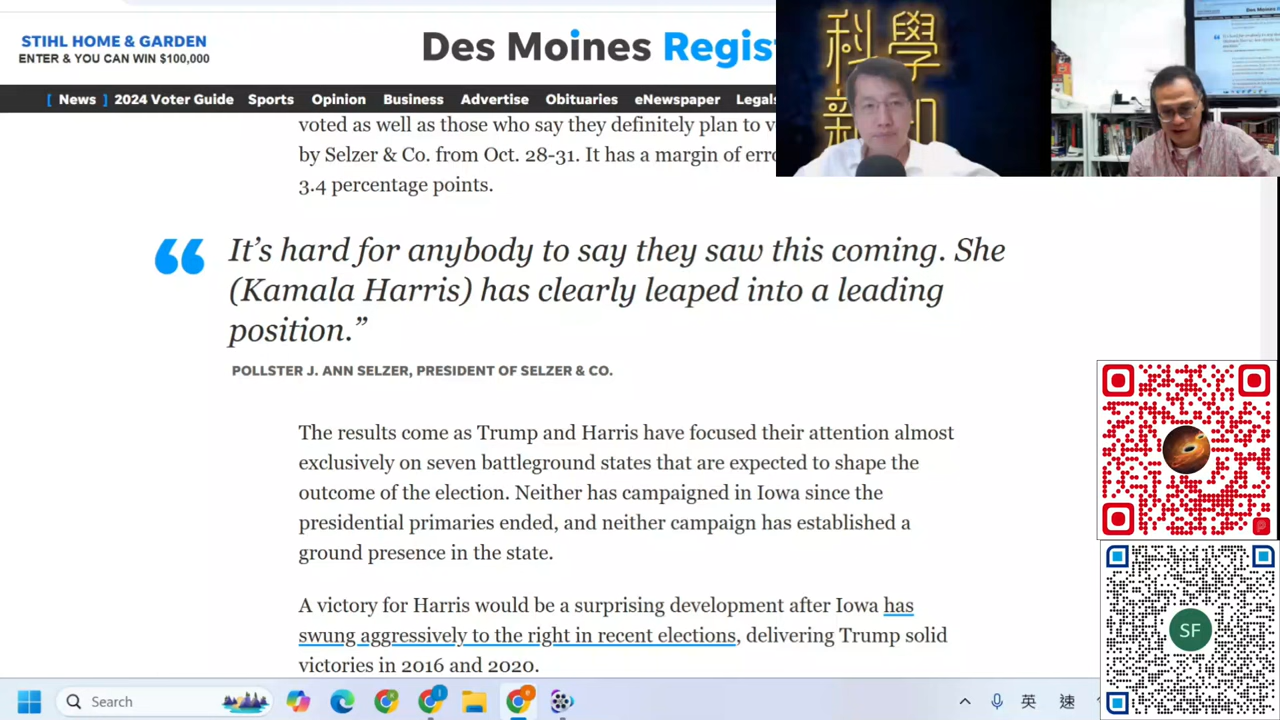 STIHL HOME & GARDEN
ENTER & YOU CAN WIN $100,000
Des Moines Regis
[ News ] 2024 Voter Guide Sports Opinion Business Advertise Obituaries eNewspaper Legals
voted as well as those who say they definitely plan to v
by Selzer & Co. from Oct. 28-31. It has a margin of erro
3.4 percentage points.
“ It’s hard for anybody to say they saw this coming. She
(Kamala Harris) has clearly leaped into a leading
position.”
POLLSTER J. ANN SELZER, PRESIDENT OF SELZER & CO.
The results come as Trump and Harris have focused their attention almost
exclusively on seven battleground states that are expected to shape the
outcome of the election. Neither has campaigned in Iowa since the
presidential primaries ended, and neither campaign has established a
ground presence in the state.
A victory for Harris would be a surprising development after Iowa has
swung aggressively to the right in recent elections, delivering Trump solid
victories in 2016 and 2020.
科學
新知
Des Moines Regi
SF
Search
英
速